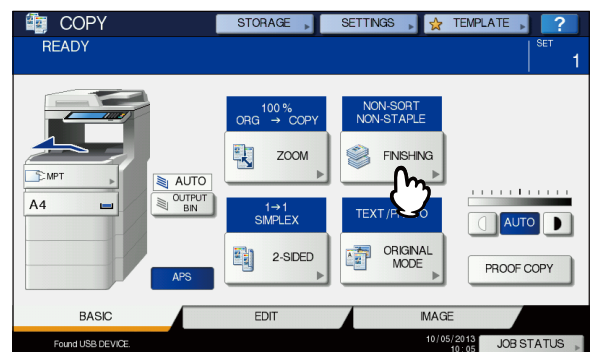 COPY
STORAGE
SETTINGS
TEMPLATE
?
READY
SET
1
100 %
ORG → COPY
NON-SORT
NON-STAPLE
ZOOM
FINISHING
MPT
AUTO
A4
OUTPUT
BIN
1→1
SIMPLEX
TEXT/PHOTO
AUTO
2-SIDED
ORIGINAL
MODE
APS
PROOF COPY
BASIC
EDIT
IMAGE
Found USB DEVICE.
10/05/2013
10:05
JOB STATUS